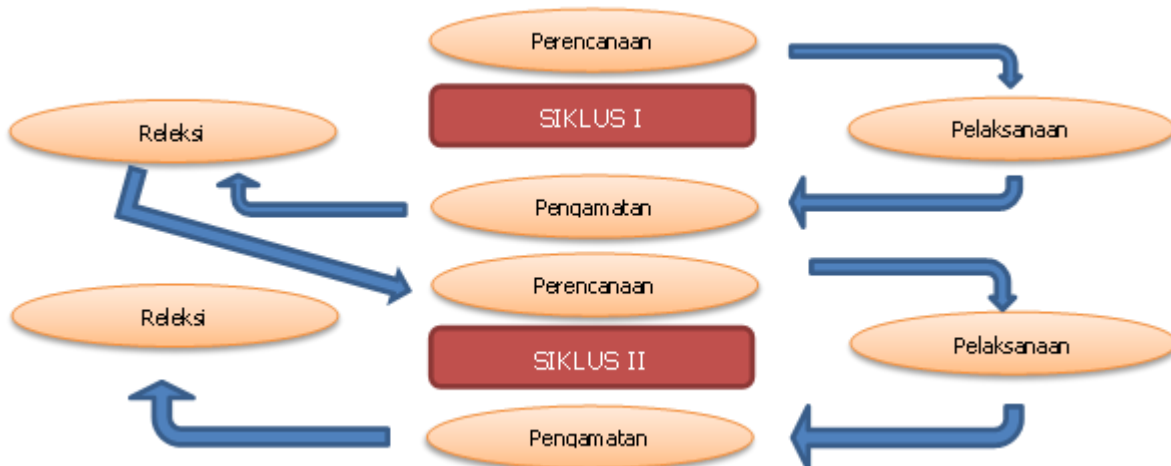 Perencanaan
SIKLUS I
Releksi
Pelaksanaan
Pengamatan
Perencanaan
Releksi
SIKLUS II
Pelaksanaan
Pengamatan